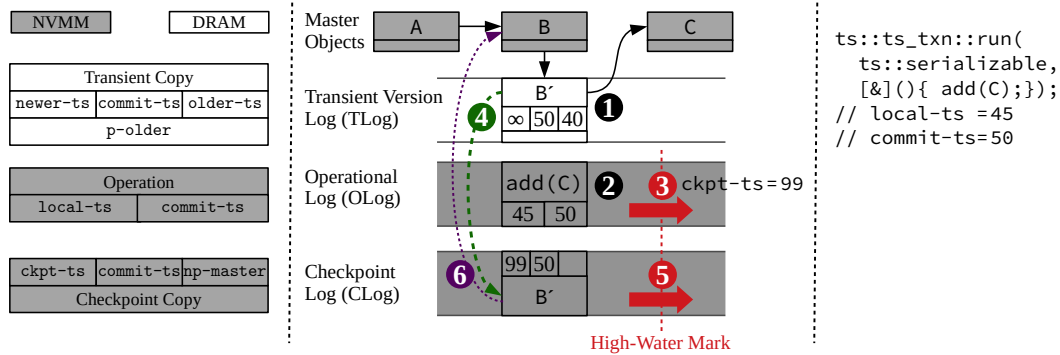 NVMM
DRAM
Transient Copy
newer-ts commit-ts older-ts
p-older
Operation
local-ts commit-ts
ckpt-ts commit-ts np-master
Checkpoint Copy
Master
Objects
A
B
C
Transient Version
Log (TLog)
B´
∞ 50 40
1
4
Operational
Log (OLog)
add(C)
45 50
2
3
ckpt-ts=99
Checkpoint
Log (CLog)
6
99 50
B´
5
High-Water Mark
ts::ts_txn::run(
ts::serializable,
[&](){ add(C);});
// local-ts =45
// commit-ts=50